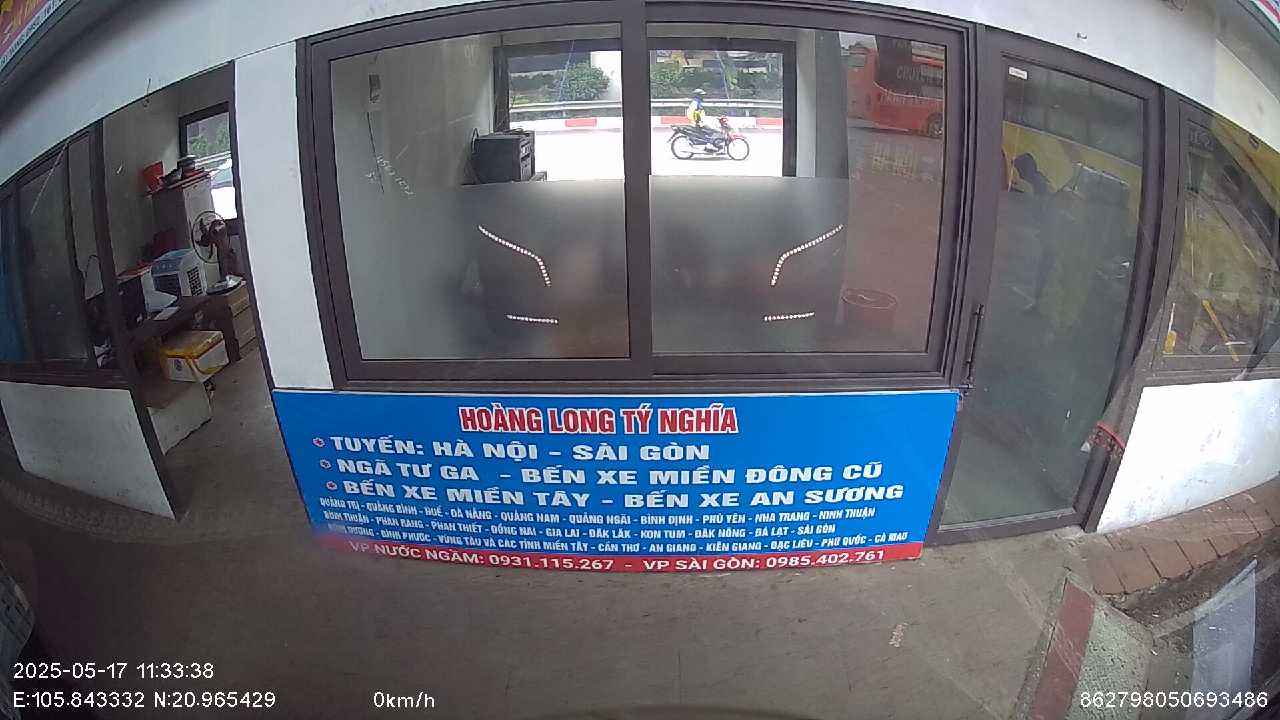 HOÀNG LONG TÝ NGHĨA
TUYẾN: HÀ NỘI - SÀI GÒN
NGÃ TƯ GA - BẾN XE MIỀN ĐÔNG CŨ
BẾN XE MIỀN TÂY - BẾN XE AN SƯƠNG
QUẢNG TRỊ - QUẢNG BÌNH - HUẾ - ĐÀ NẴNG - QUẢNG NAM - QUẢNG NGÃI - BÌNH ĐỊNH - PHÚ YÊN - NHA TRANG - NINH THUẬN
BÌNH THUẬN - PHAN RANG - PHAN THIẾT - ĐỒNG NAI - GIA LAI - ĐĂK LĂK - KON TUM - ĐĂK NÔNG - ĐÀ LẠT - SÀI GÒN
BÌNH DƯƠNG - BÌNH PHƯỚC - VŨNG TÀU VÀ CÁC TỈNH MIỀN TÂY - CẦN THƠ - AN GIANG - KIÊN GIANG - BẠC LIÊU - PHÚ QUỐC - CÀ MAU
VP NƯỚC NGẦM: 0931.115.267 - VP SÀI GÒN: 0985.402.761
2025-05-17 11:33:38
E:105.843332 N:20.965429 0km/h 862798050693486